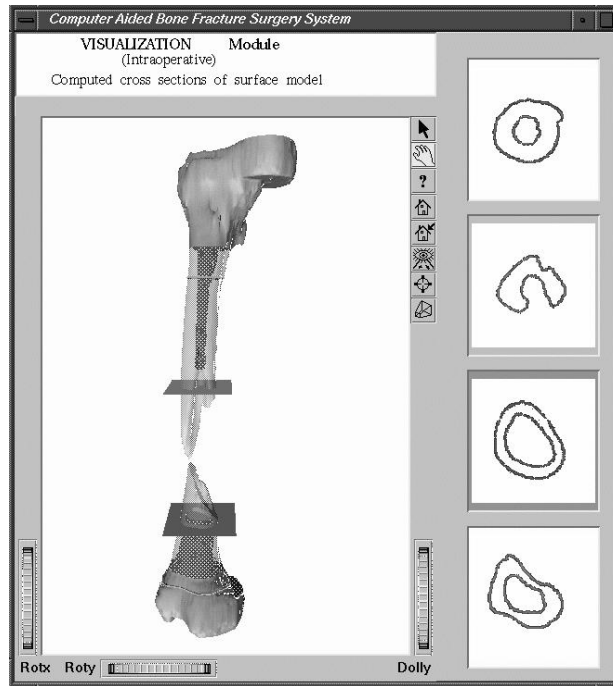 Computer Aided Bone Fracture Surgery System
VISUALIZATION Module
(Intraoperative)
Computed cross sections of surface model
?
Rotx Roty Dolly